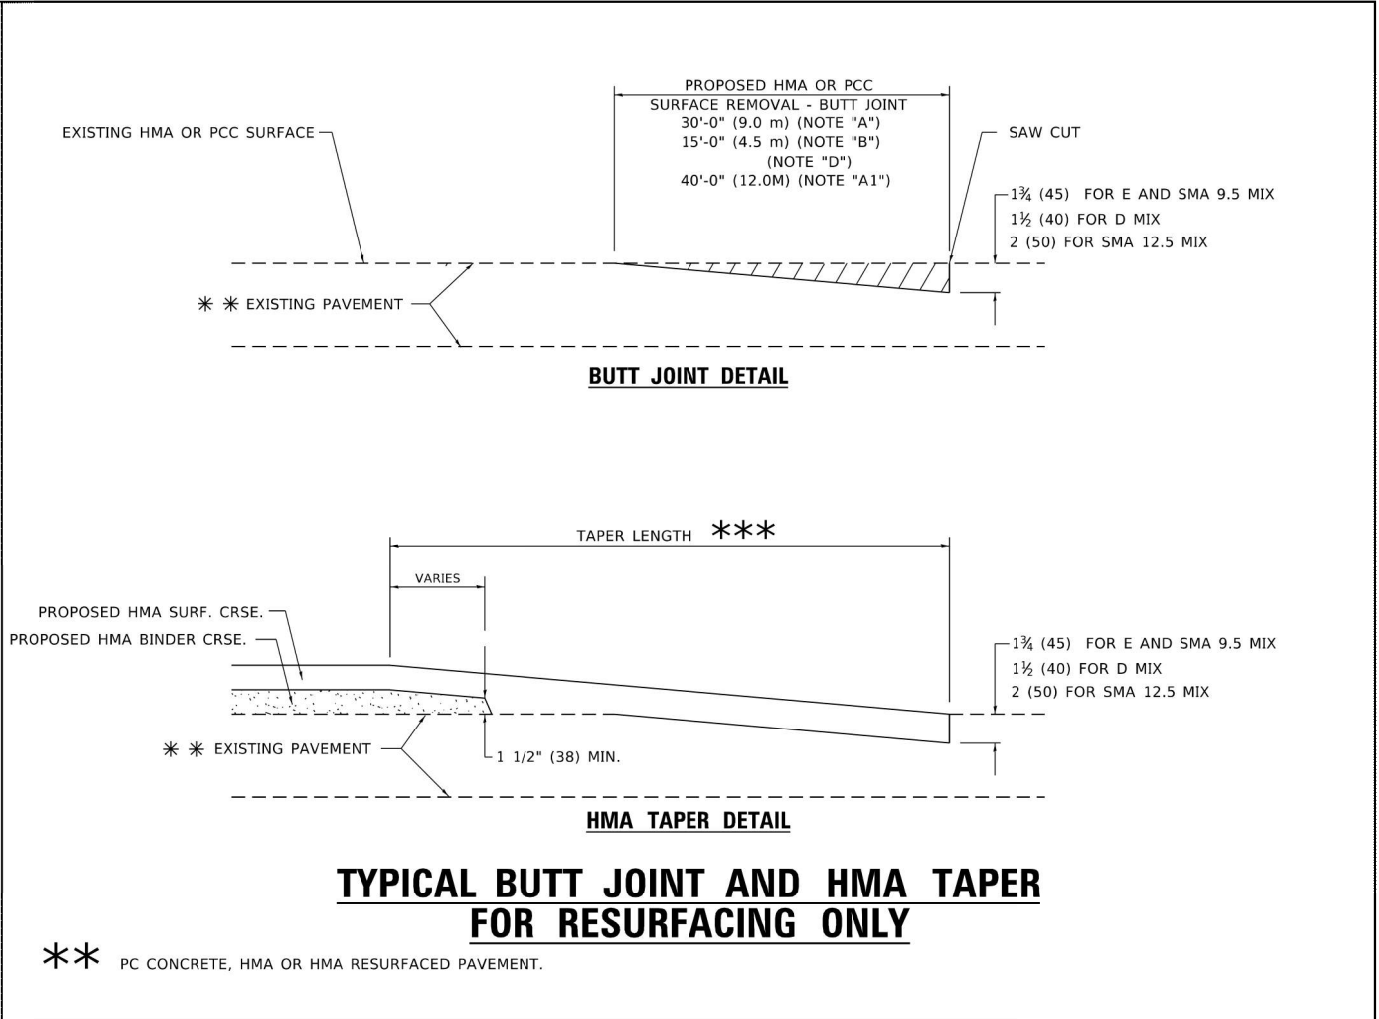 PROPOSED HMA OR PCC
SURFACE REMOVAL - BUTT JOINT
30'-0" (9.0 m) (NOTE "A")
15'-0" (4.5 m) (NOTE "B")
(NOTE "D")
40'-0" (12.0M) (NOTE "A1")
EXISTING HMA OR PCC SURFACE
SAW CUT
1¾ (45) FOR E AND SMA 9.5 MIX
1½ (40) FOR D MIX
2 (50) FOR SMA 12.5 MIX
* * EXISTING PAVEMENT
BUTT JOINT DETAIL
TAPER LENGTH ***
VARIES
PROPOSED HMA SURF. CRSE.
PROPOSED HMA BINDER CRSE.
1¾ (45) FOR E AND SMA 9.5 MIX
1½ (40) FOR D MIX
2 (50) FOR SMA 12.5 MIX
* * EXISTING PAVEMENT
1 1/2" (38) MIN.
HMA TAPER DETAIL
TYPICAL BUTT JOINT AND HMA TAPER
FOR RESURFACING ONLY
** PC CONCRETE, HMA OR HMA RESURFACED PAVEMENT.